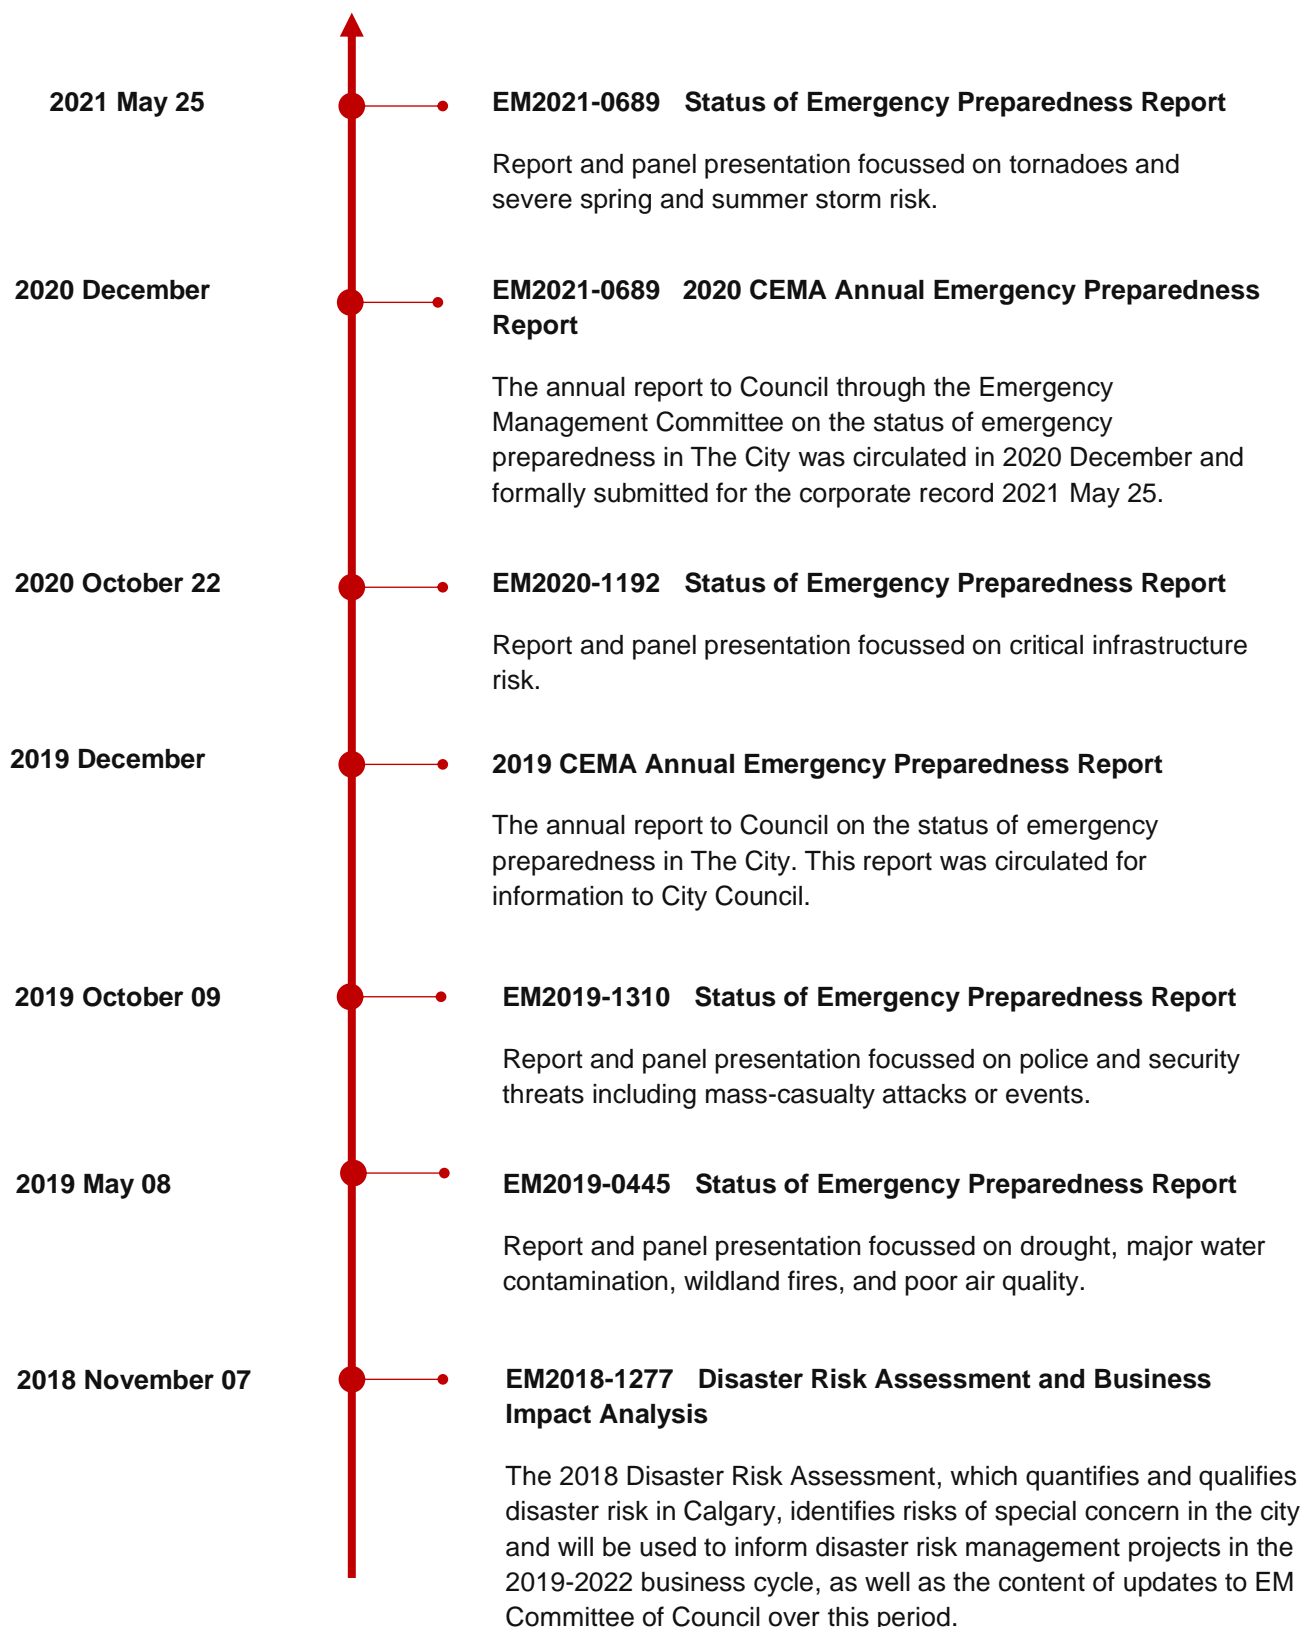 2021 May 25
EM2021-0689 Status of Emergency Preparedness Report
Report and panel presentation focussed on tornadoes and
severe spring and summer storm risk.
2020 December
EM2021-0689 2020 CEMA Annual Emergency Preparedness
Report
The annual report to Council through the Emergency
Management Committee on the status of emergency
preparedness in The City was circulated in 2020 December and
formally submitted for the corporate record 2021 May 25.
2020 October 22
EM2020-1192 Status of Emergency Preparedness Report
Report and panel presentation focussed on critical infrastructure
risk.
2019 December
2019 CEMA Annual Emergency Preparedness Report
The annual report to Council on the status of emergency
preparedness in The City. This report was circulated for
information to City Council.
2019 October 09
EM2019-1310 Status of Emergency Preparedness Report
Report and panel presentation focussed on police and security
threats including mass-casualty attacks or events.
2019 May 08
EM2019-0445 Status of Emergency Preparedness Report
Report and panel presentation focussed on drought, major water
contamination, wildland fires, and poor air quality.
2018 November 07
EM2018-1277 Disaster Risk Assessment and Business
Impact Analysis
The 2018 Disaster Risk Assessment, which quantifies and qualifies
disaster risk in Calgary, identifies risks of special concern in the city
and will be used to inform disaster risk management projects in the
2019-2022 business cycle, as well as the content of updates to EM
Committee of Council over this period.